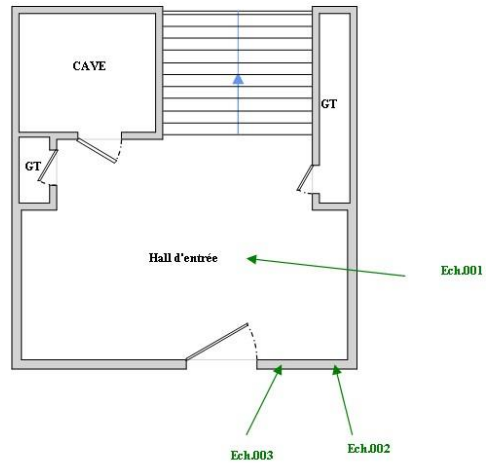 CAVE
GT
GT
Hall d'entrée
Ech.001
Ech.002
Ech.003